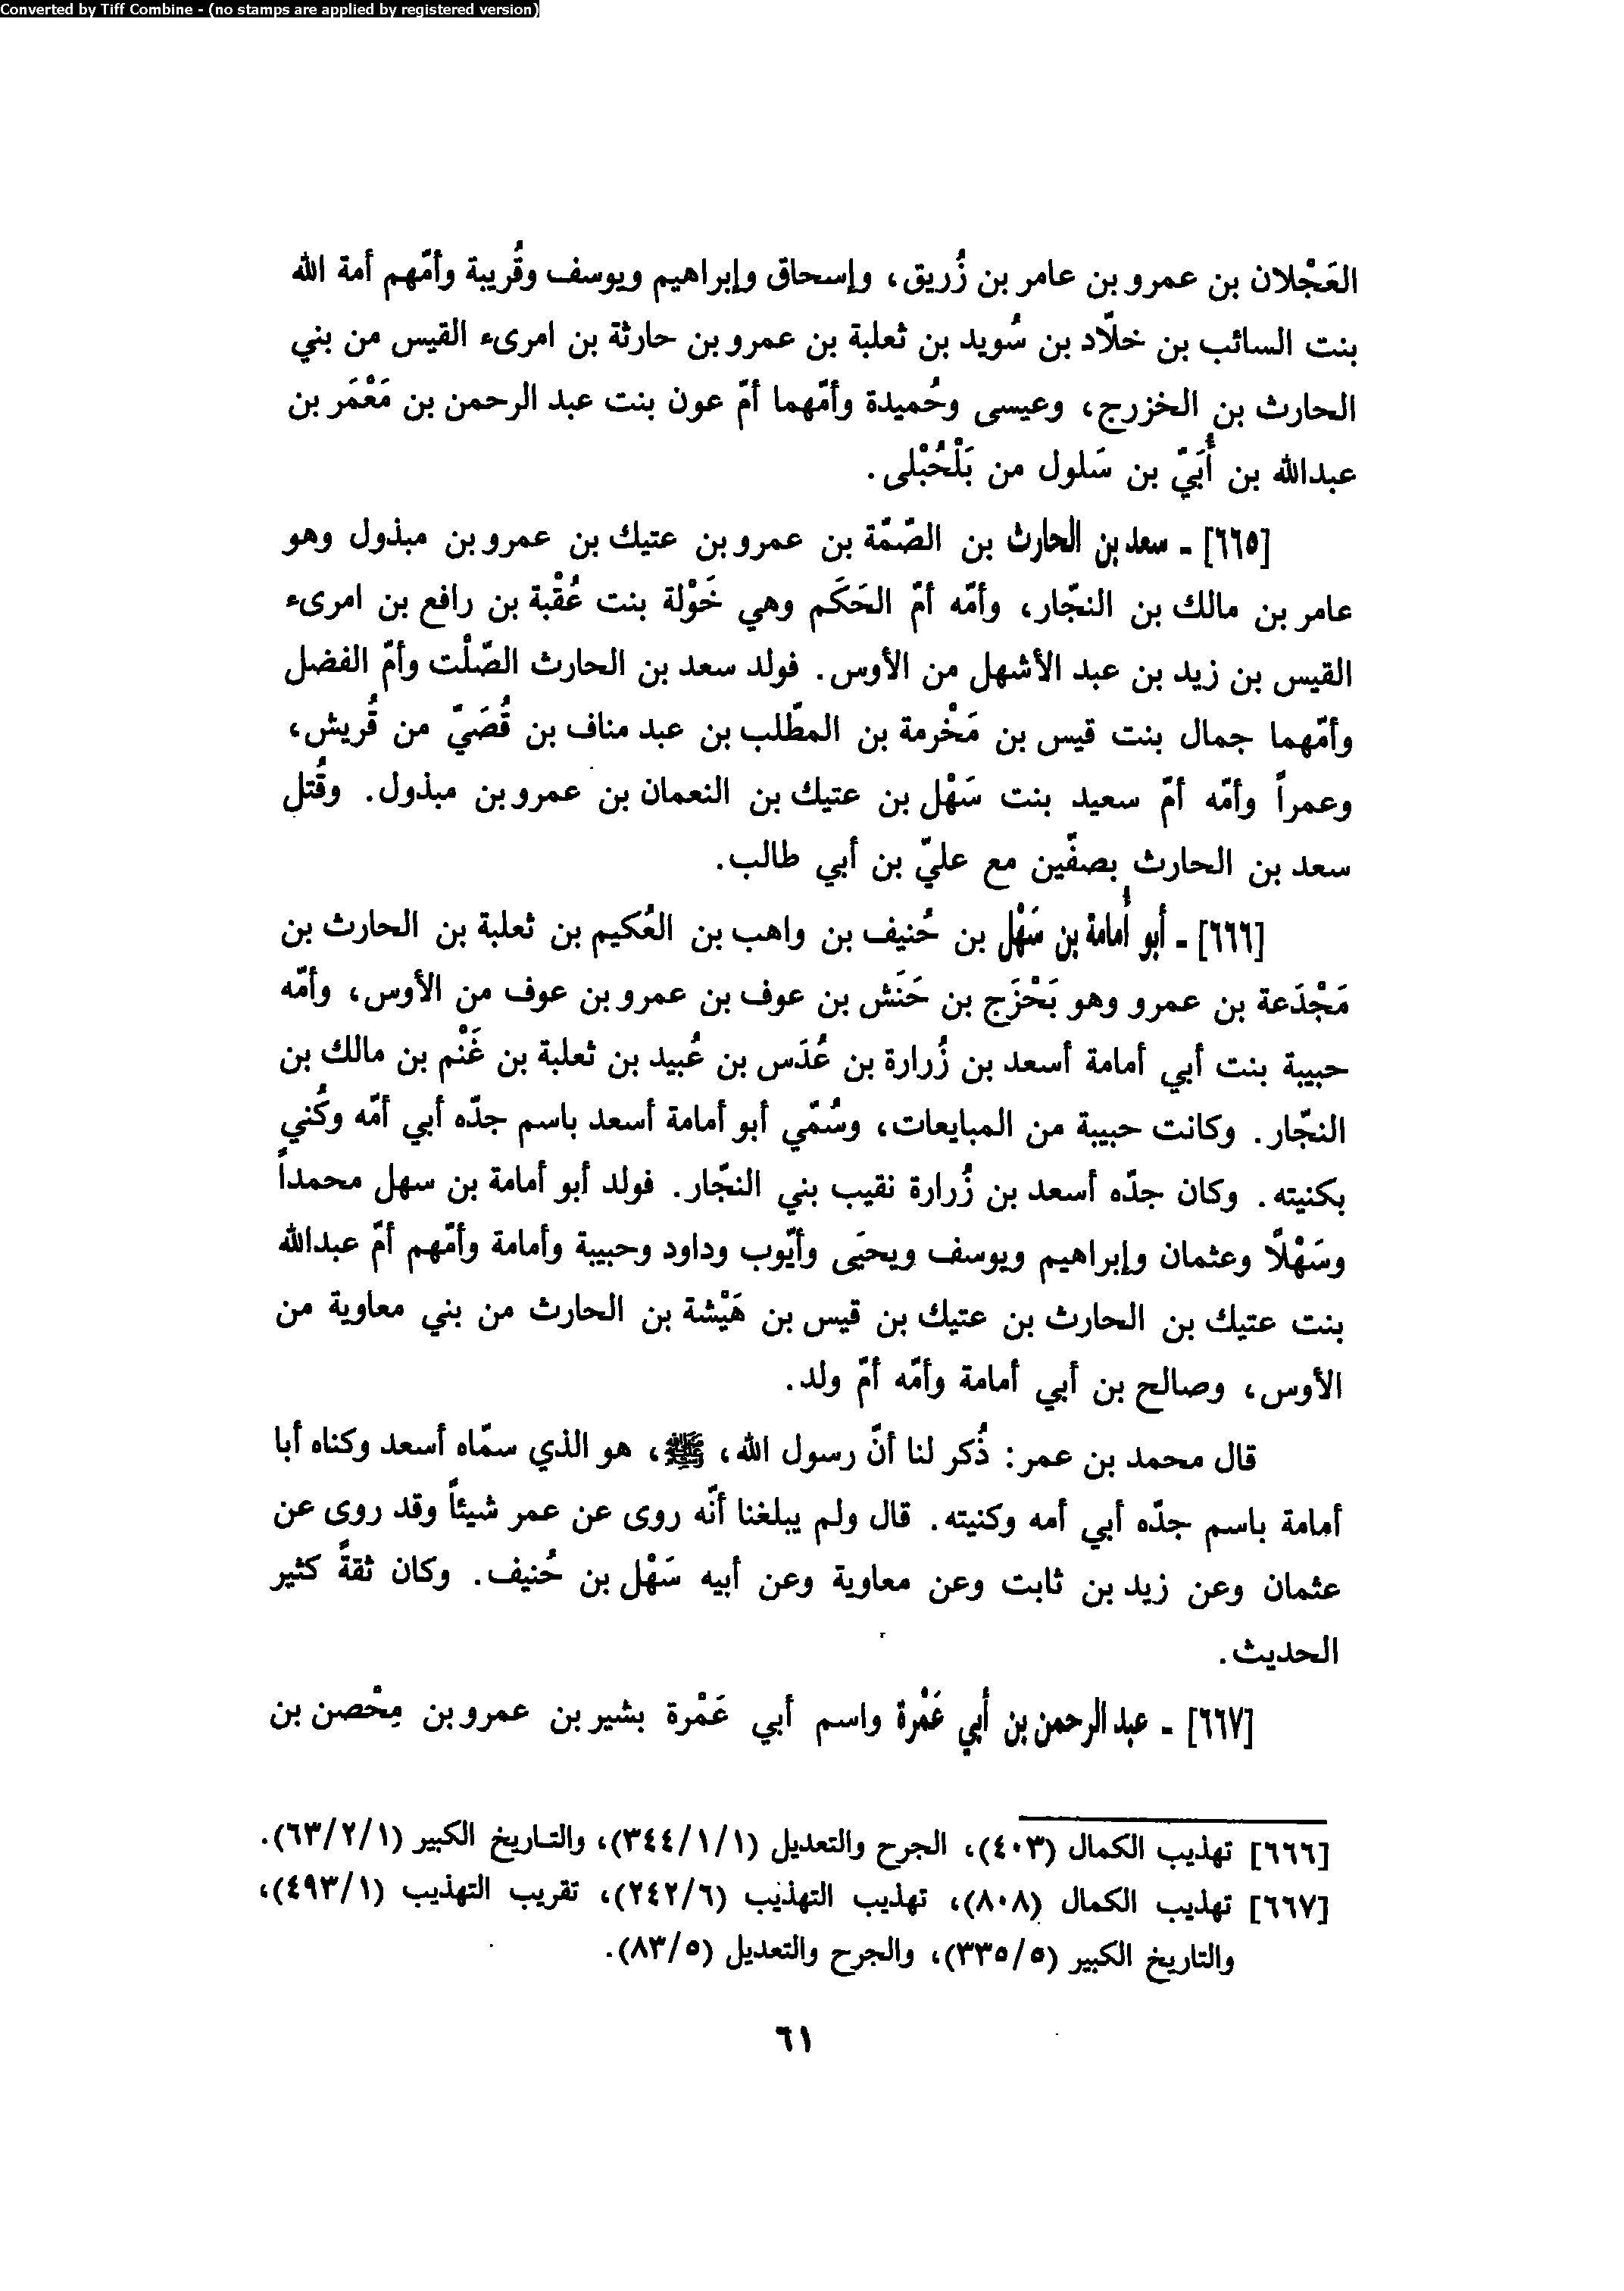 Converted by Tiff Combine - (no stamps are applied by registered version)
العَجْلان بن عمرو بن عامر بن زُريق، وإسحاق وإبراهيم ويوسف وقُريبة وأمّهم أمة الله
بنت السائب بن خلّاد بن سُويد بن ثعلبة بن عمرو بن حارثة بن امرىء القيس من بني
الحارث بن الخزرج، وعيسى وحُميدة وأمّهما أمّ عون بنت عبد الرحمن بن مَعْمَر بن
عبدالله بن أُبَيّ بن سَلول من بَلْحُبْلى.
[٦٦٥] - سعد بن الحارث بن الصّمّة بن عمرو بن عتيك بن عمرو بن مبذول وهو
عامر بن مالك بن النجّار، وأمّه أمّ الحَكَم وهي خَوْلة بنت عُقْبة بن رافع بن امرىء
القيس بن زيد بن عبد الأشهل من الأوس. فولد سعد بن الحارث الصّلْت وأمّ الفضل
وأمّهما جمال بنت قيس بن مَخْرمة بن المطّلب بن عبد مناف بن قُصَيّ من قُريش،
وعمراً وأمّه أمّ سعيد بنت سَهْل بن عتيك بن النعمان بن عمرو بن مبذول. وقُتل
سعد بن الحارث بصفّين مع عليّ بن أبي طالب.
[٦٦٦] - أبو أُمامة بن سَهْل بن حُنيف بن واهب بن العُكيم بن ثعلبة بن الحارث بن
مَجْدَعة بن عمرو وهو بَحْزَج بن حَنَش بن عوف بن عمرو بن عوف من الأوس، وأمّه
حبيبة بنت أبي أمامة أسعد بن زُرارة بن عُدَس بن عُبيد بن ثعلبة بن غَنْم بن مالك بن
النجّار. وكانت حبيبة من المبايعات، وسُمّي أبو أمامة أسعد باسم جدّه أبي أمّه وكُني
بكنيته. وكان جدّه أسعد بن زُرارة نقيب بني النجّار. فولد أبو أمامة بن سهل محمداً
وسَهْلًا وعثمان وإبراهيم ويوسف ويحيَى وأيّوب وداود وحبيبة وأمامة وأمّهم أمّ عبدالله
بنت عتيك بن الحارث بن عتيك بن قيس بن هَيْشة بن الحارث من بني معاوية من
الأوس، وصالح بن أبي أمامة وأمّه أمّ ولد.
قال محمد بن عمر: ذُكر لنا أنّ رسول الله، ﷺ، هو الذي سمّاه أسعد وكناه أبا
أمامة باسم جدّه أبي أمه وكنيته. قال ولم يبلغنا أنّه روى عن عمر شيئاً وقد روى عن
عثمان وعن زيد بن ثابت وعن معاوية وعن أبيه سَهْل بن حُنيف. وكان ثقةً كثير
الحديث.
[٦٦٧] - عبد الرحمن بن أبي عَمْرة واسم أبي عَمْرة بشير بن عمرو بن مِحْصن بن
[٦٦٦] تهذيب الكمال (٤٠٣)، الجرح والتعديل (٣٤٤/١/١)، والتاريخ الكبير (٦٣/٢/١).
[٦٦٧] تهذيب الكمال (٨٠٨)، تهذيب التهذيب (٢٤٢/٦)، تقريب التهذيب (٤٩٣/١)،
والتاريخ الكبير (٣٣٥/٥)، والجرح والتعديل (٨٣/٥).
٦١